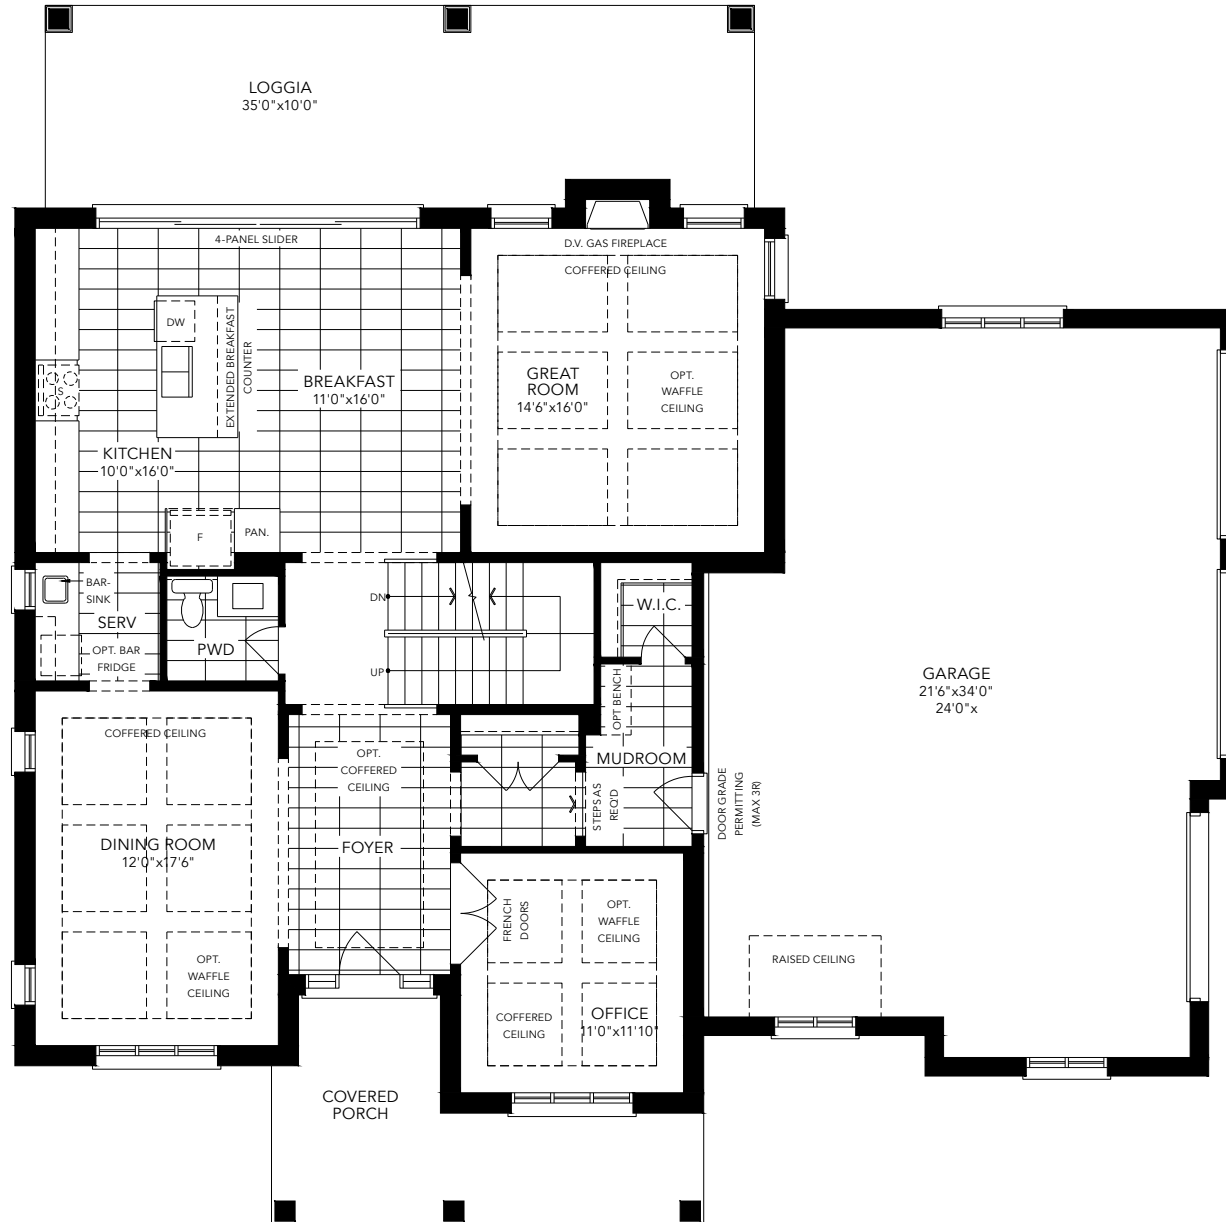 LOGGIA
35'0"x10'0"
4-PANEL SLIDER
D.V. GAS FIREPLACE
COFFERED CEILING
DW
EXTENDED BREAKFAST
COUNTER
S
BREAKFAST
11'0"x16'0"
GREAT
ROOM
14'6"x16'0"
OPT.
WAFFLE
CEILING
KITCHEN
10'0"x16'0"
F
PAN.
BAR-
SINK
SERV
OPT. BAR
FRIDGE
PWD
DN
UP
W.I.C.
OPT BENCH
MUDROOM
STEPS AS
REQ'D
DOOR GRADE
PERMITTING
(MAX 3R)
GARAGE
21'6"x34'0"
24'0"x
COFFERED CEILING
OPT.
COFFERED
CEILING
DINING ROOM
12'0"x17'6"
FOYER
OPT.
WAFFLE
CEILING
FRENCH
DOORS
OPT.
WAFFLE
CEILING
RAISED CEILING
COFFERED
CEILING
OFFICE
11'0"x11'10"
COVERED
PORCH